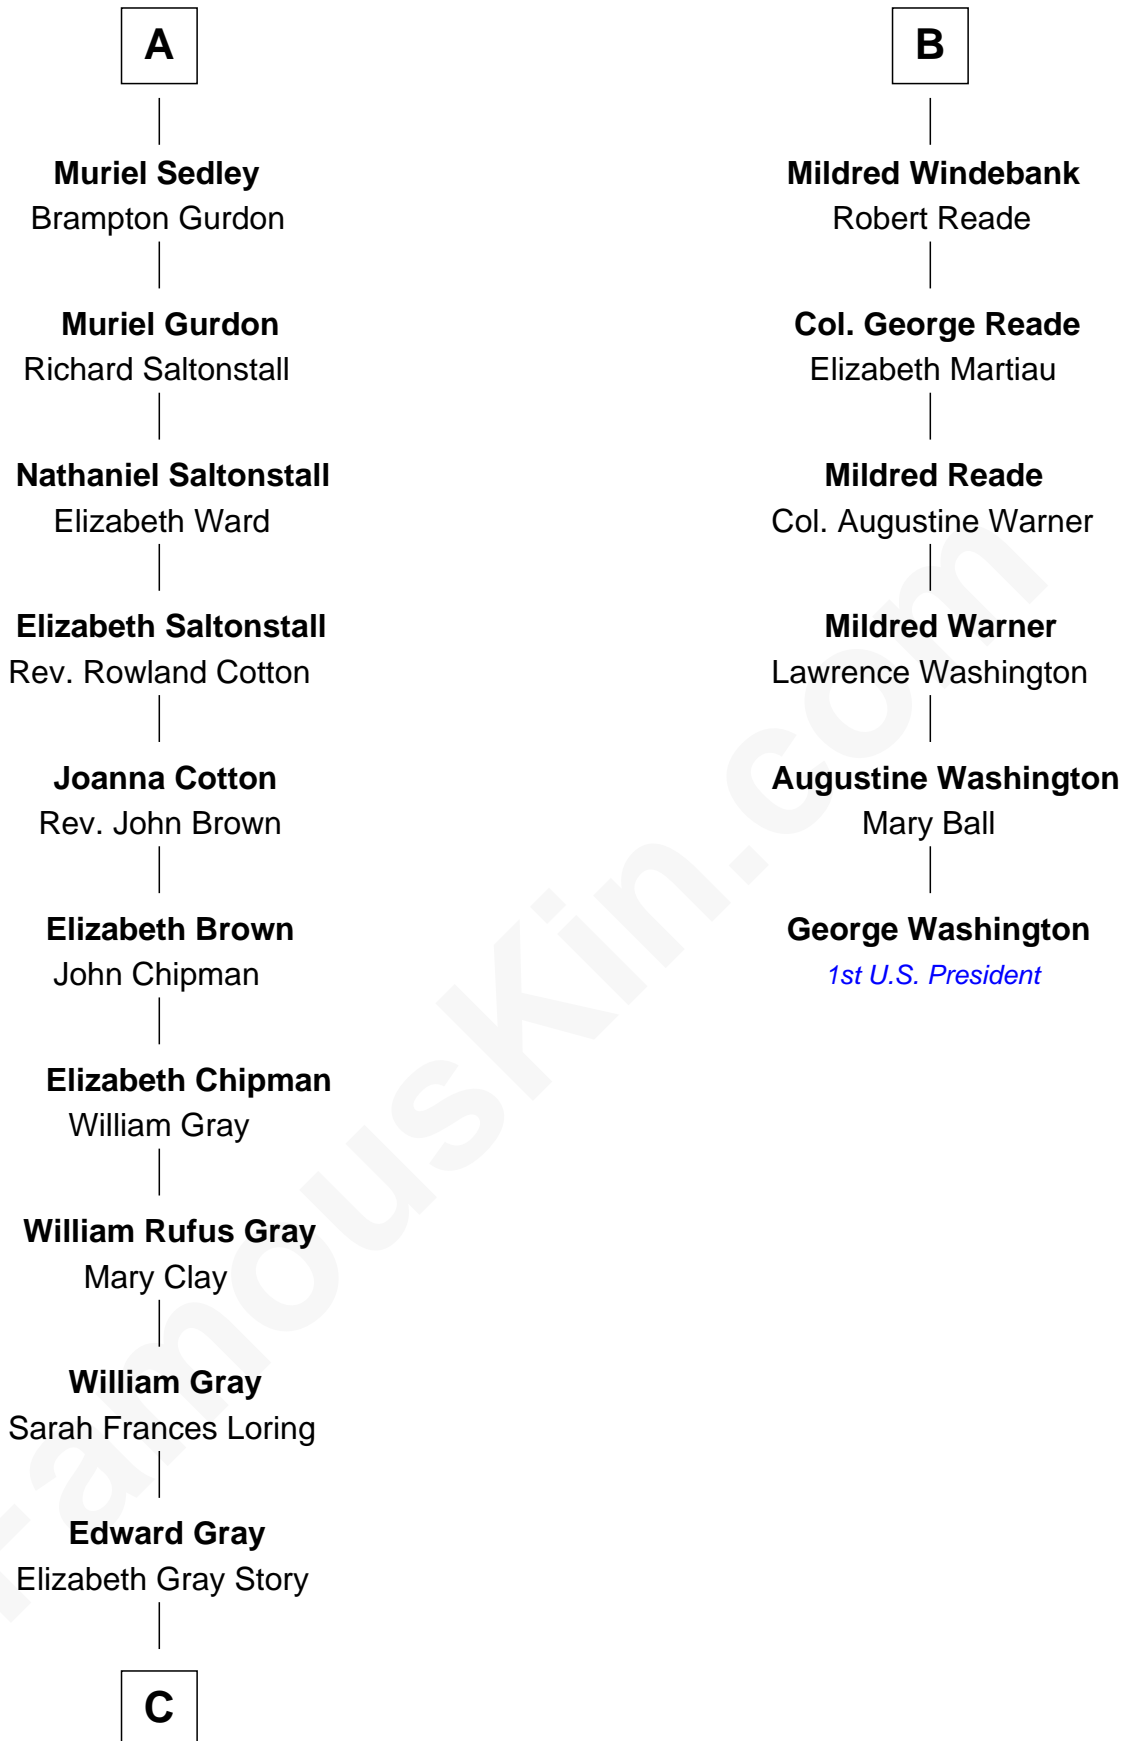 A
Muriel Sedley
Brampton Gurdon
Muriel Gurdon
Richard Saltonstall
Nathaniel Saltonstall
Elizabeth Ward
Elizabeth Saltonstall
Rev. Rowland Cotton
Joanna Cotton
Rev. John Brown
Elizabeth Brown
John Chipman
Elizabeth Chipman
William Gray
William Rufus Gray
Mary Clay
William Gray
Sarah Frances Loring
Edward Gray
Elizabeth Gray Story
C
B
Mildred Windebank
Robert Reade
Col. George Reade
Elizabeth Martiau
Mildred Reade
Col. Augustine Warner
Mildred Warner
Lawrence Washington
Augustine Washington
Mary Ball
George Washington
1st U.S. President
FamousKin.com